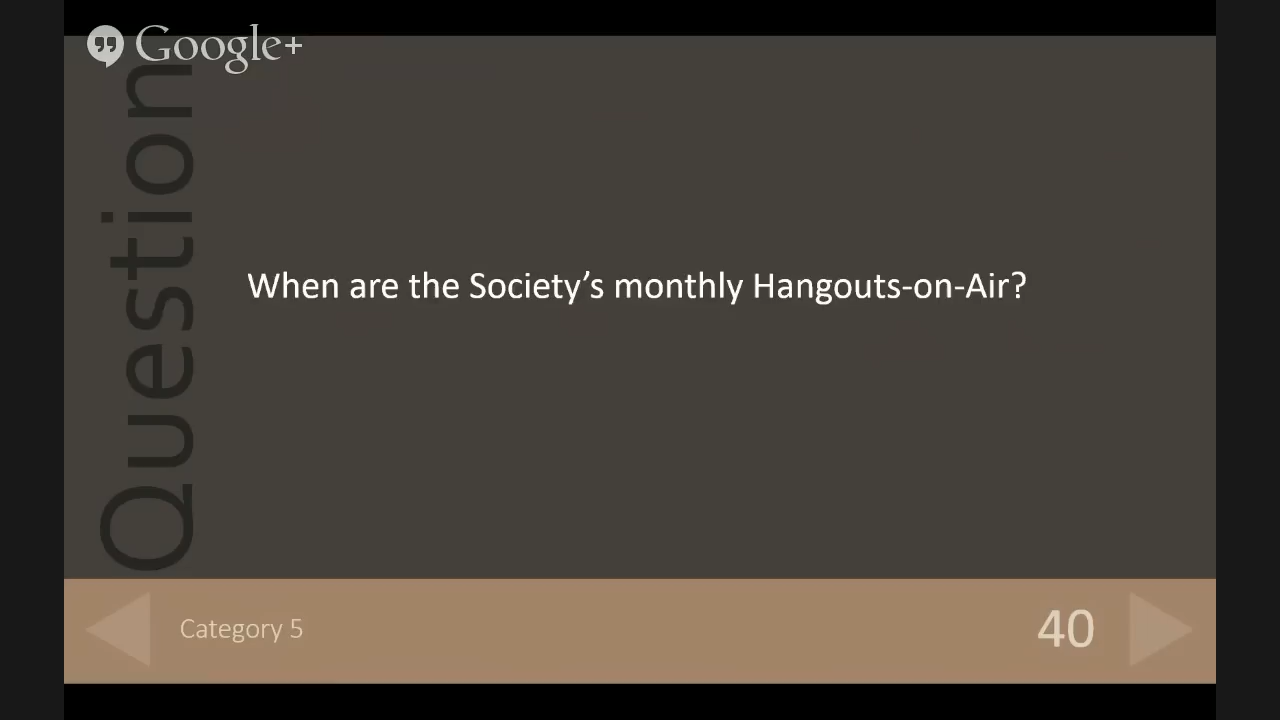 Google+
Question
When are the Society’s monthly Hangouts-on-Air?
Category 5
40